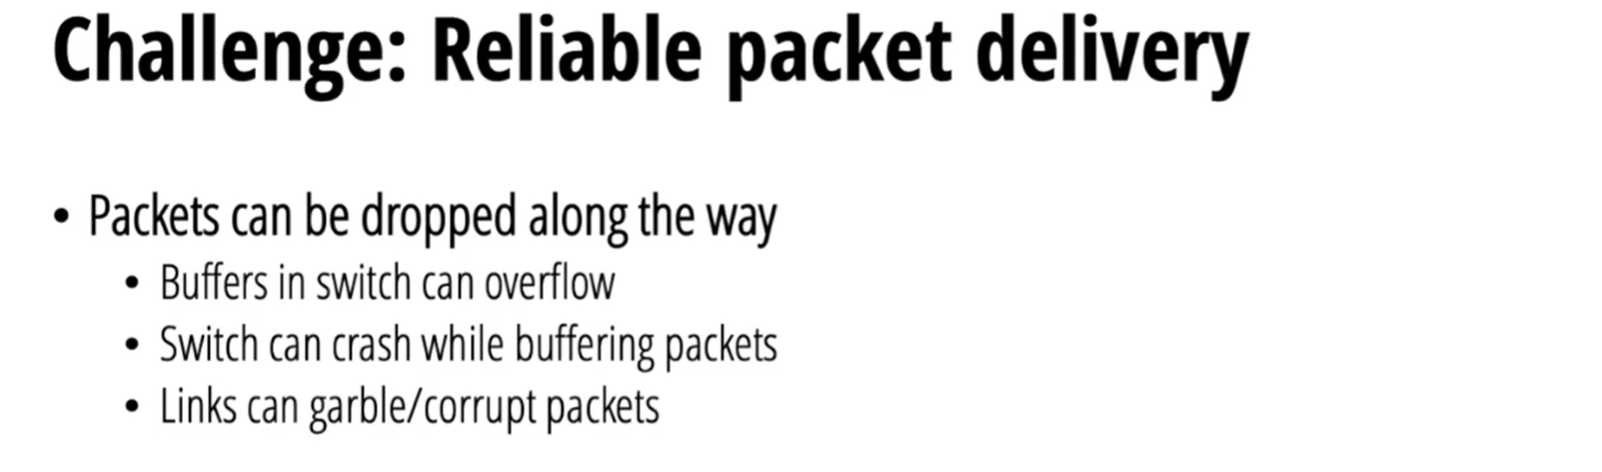 Challenge: Reliable packet delivery
• Packets can be dropped along the way
• Buffers in switch can overflow
• Switch can crash while buffering packets
• Links can garble/corrupt packets